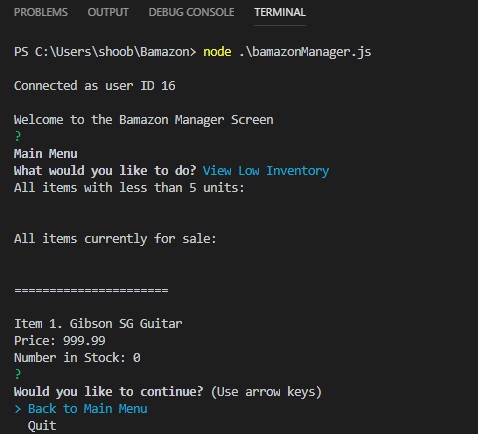 PROBLEMS OUTPUT DEBUG CONSOLE TERMINAL
PS C:\Users\shoob\Bamazon> node .\bamazonManager.js
Connected as user ID 16
Welcome to the Bamazon Manager Screen
?
Main Menu
What would you like to do? View Low Inventory
All items with less than 5 units:
All items currently for sale:
======================
Item 1. Gibson SG Guitar
Price: 999.99
Number in Stock: 0
?
Would you like to continue? (Use arrow keys)
> Back to Main Menu
Quit